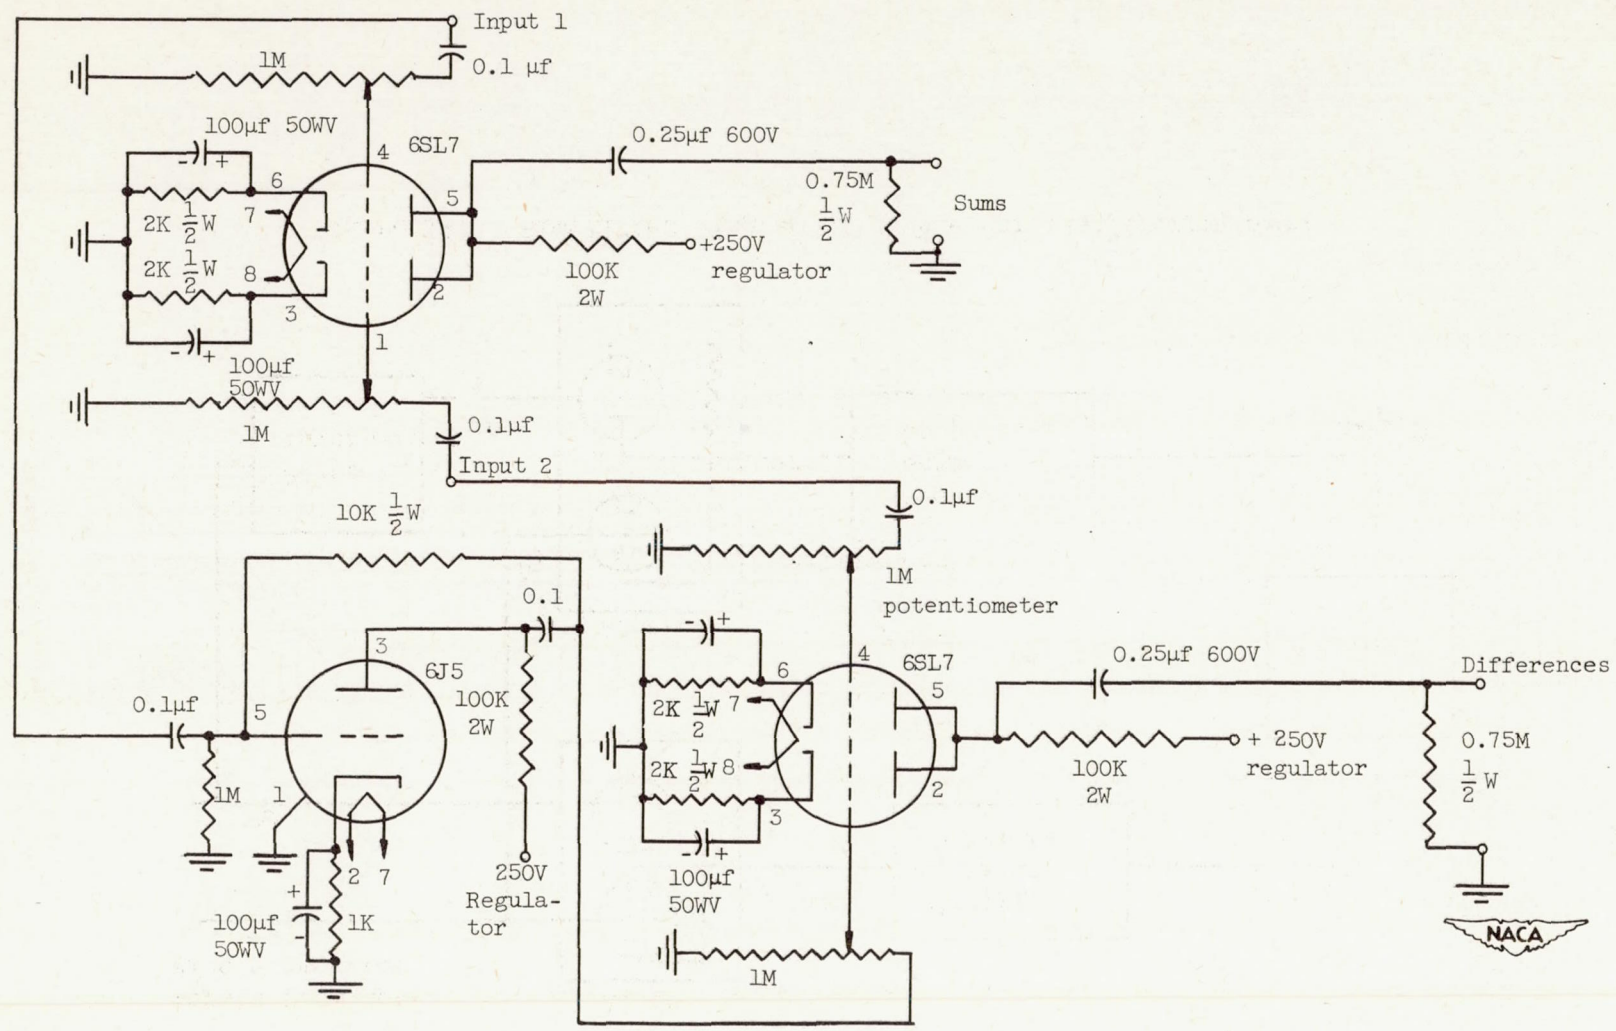 Input 1
1M
0.1 µf
100µf 50WV
- +
4
6SL7
6
2K 1/2 W
7
5
0.25µf 600V
0.75M
1/2 W
Sums
2K 1/2 W
8
3
2
1
+250V
regulator
100K
2W
- +
100µf
50WV
1M
0.1µf
Input 2
0.1µf
10K 1/2 W
1M
potentiometer
0.1
3
6J5
100K
2W
0.1µf
5
1M
1
2 7
250V
Regula-
tor
+
100µf
50WV
-
1K
- +
4
6SL7
6
2K 1/2 W
7
5
0.25µf 600V
Differences
2K 1/2 W
8
3
2
+ 250V
regulator
100K
2W
0.75M
1/2 W
- +
100µf
50WV
1M
NACA